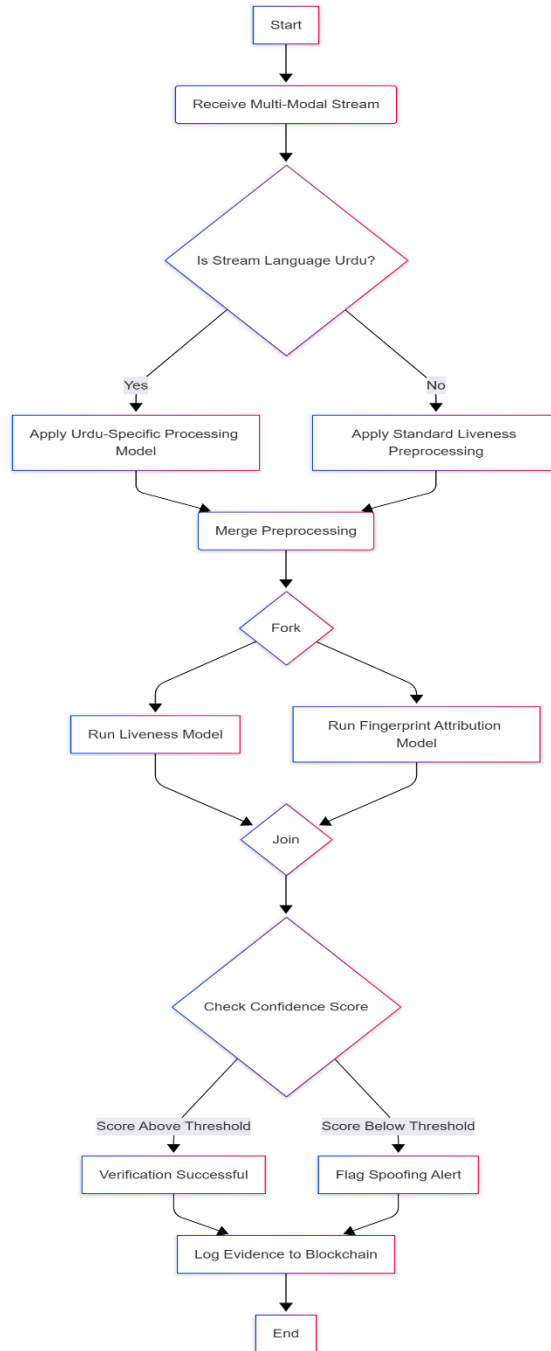 Start
Receive Multi-Modal Stream
Is Stream Language Urdu?
Yes
No
Apply Urdu-Specific Processing
Model
Apply Standard Liveness
Preprocessing
Merge Preprocessing
Fork
Run Liveness Model
Run Fingerprint Attribution
Model
Join
Check Confidence Score
Score Above Threshold
Score Below Threshold
Verification Successful
Flag Spoofing Alert
Log Evidence to Blockchain
End